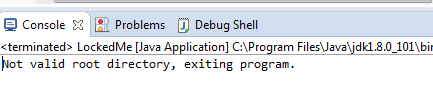 Console Problems Debug Shell
<terminated> LockedMe [Java Application] C:\Program Files\Java\jdk1.8.0_101\bin
Not valid root directory, exiting program.